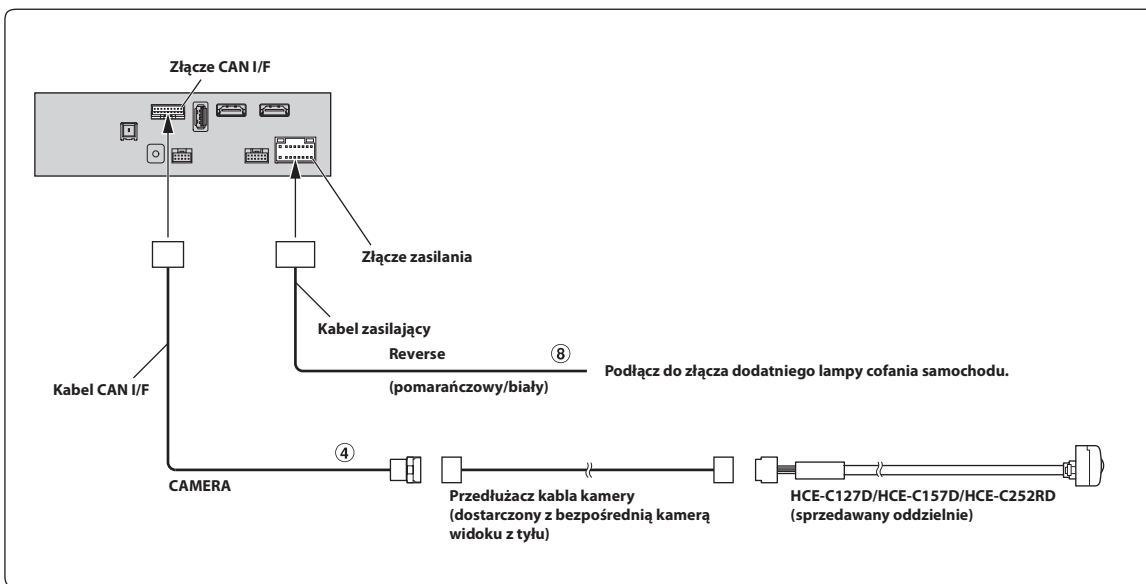 Złącze CAN I/F
Złącze zasilania
Kabel zasilający
Reverse
⑧
(pomarańczowy/biały)
Podłącz do złącza dodatniego lampy cofania samochodu.
Kabel CAN I/F
④
CAMERA
Przedłużacz kabla kamery
(dostarczony z bezpośrednią kamerą
widoku z tyłu)
HCE-C127D/HCE-C157D/HCE-C252RD
(sprzedawany oddzielnie)